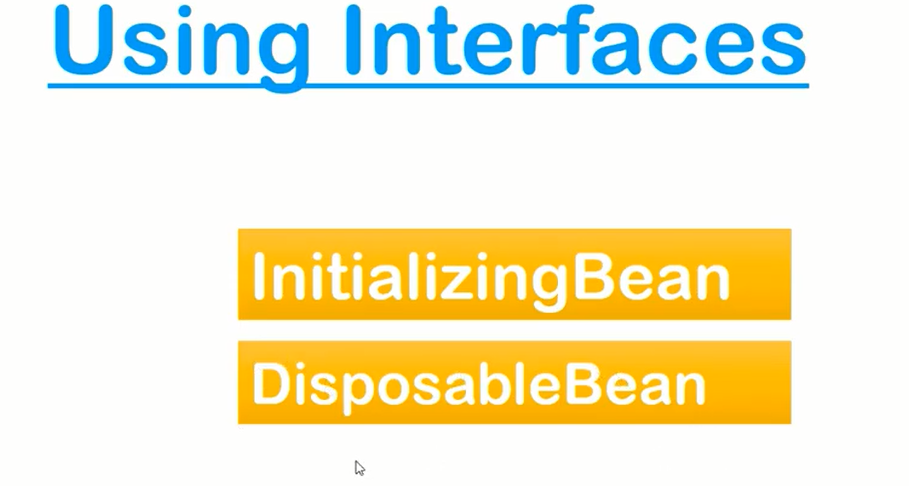 Using Interfaces
InitializingBean
DisposableBean